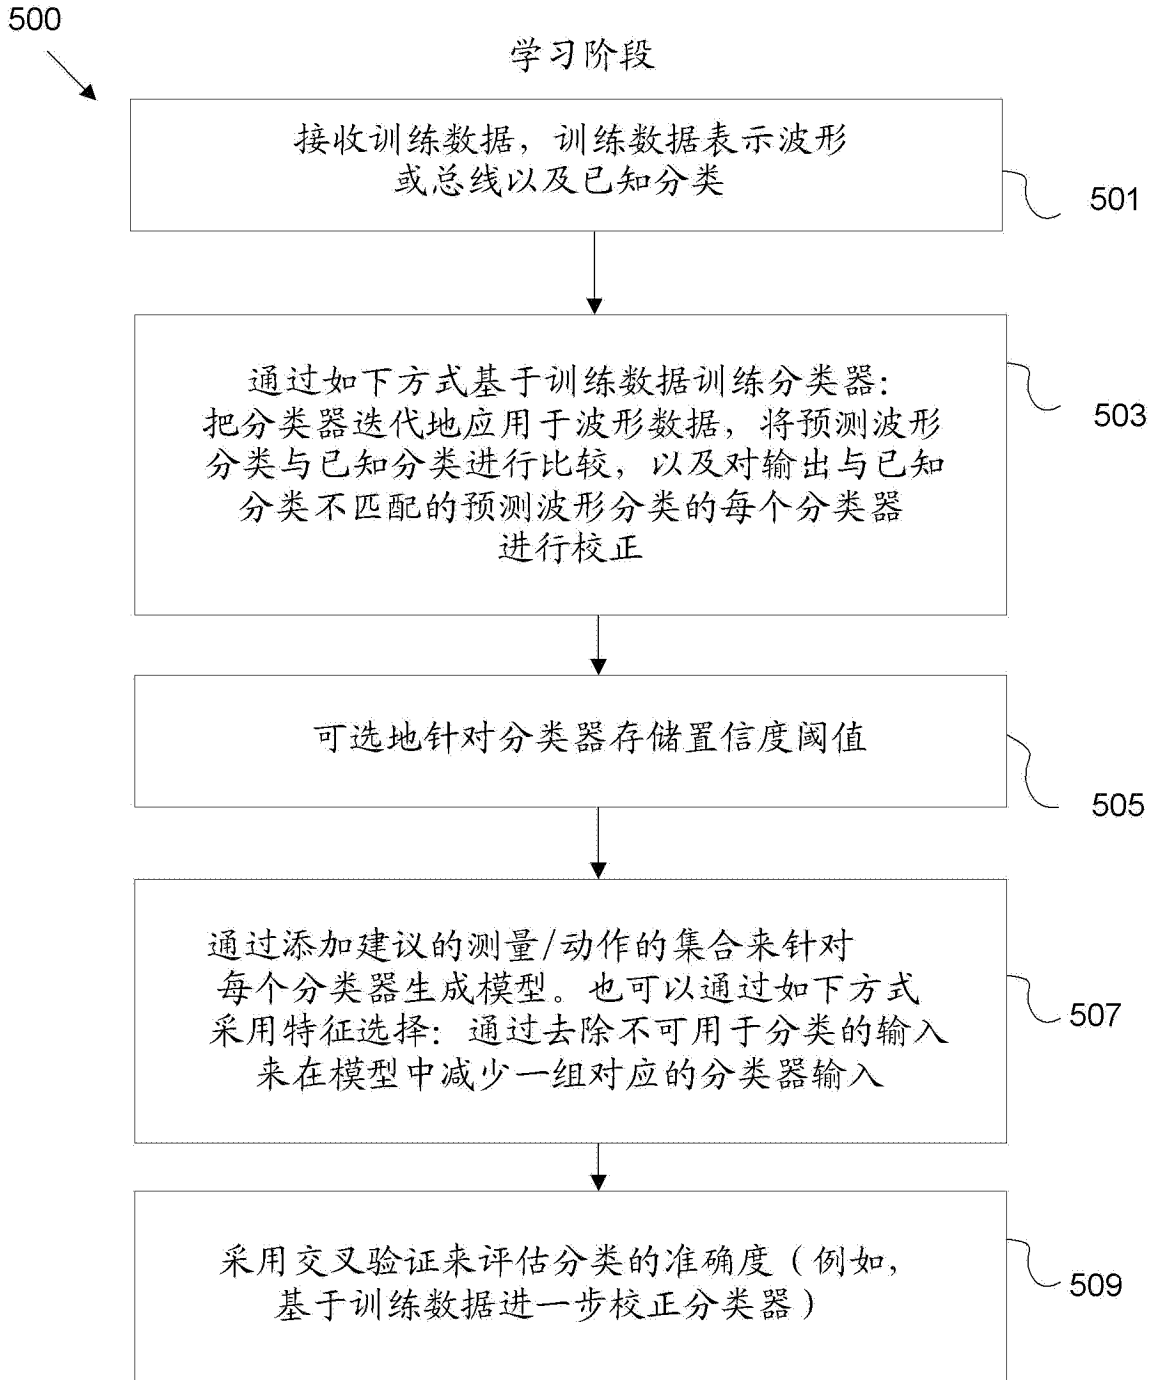 500
学习阶段
接收训练数据，训练数据表示波形
或总线以及已知分类
501
通过如下方式基于训练数据训练分类器：
把分类器迭代地应用于波形数据，将预测波形
分类与已知分类进行比较，以及对输出与已知
分类不匹配的预测波形分类的每个分类器
进行校正
503
可选地针对分类器存储置信度阈值
505
通过添加建议的测量/动作的集合来针对
每个分类器生成模型。也可以通过如下方式
采用特征选择：通过去除不可用于分类的输入
来在模型中减少一组对应的分类器输入
507
采用交叉验证来评估分类的准确度（例如，
基于训练数据进一步校正分类器）
509